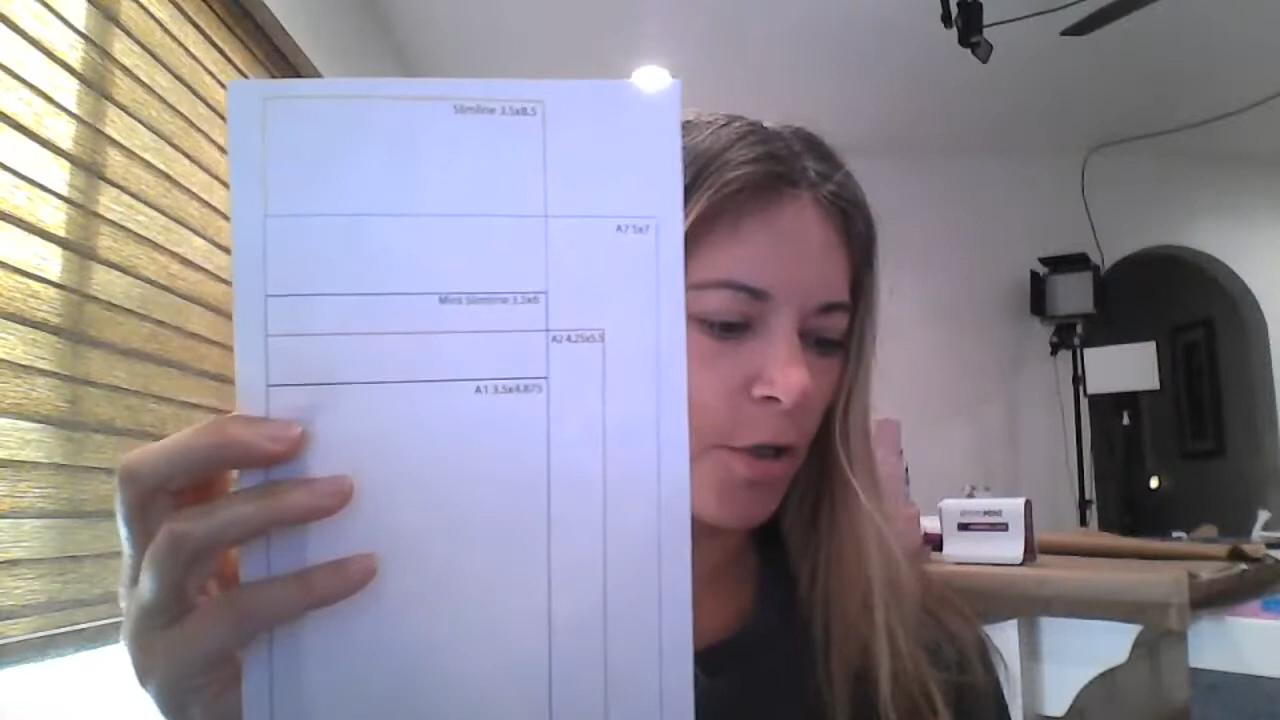 Slimline 3.5x8.5
A7 5x7
Mini Slimline 3.5x6
A2 4.25x5.5
A1 3.5x4.875